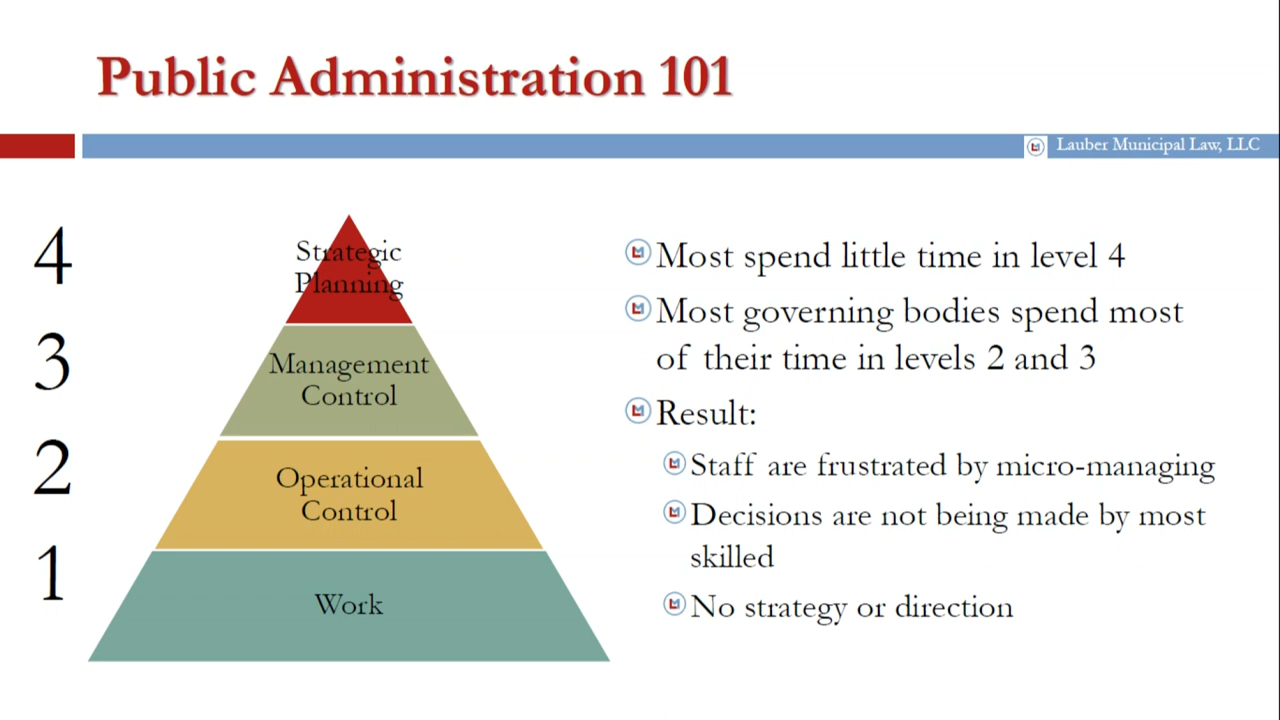 Public Administration 101
Lauber Municipal Law, LLC
4
Strategic
Planning
3
Management
Control
2
Operational
Control
1
Work
Most spend little time in level 4
Most governing bodies spend most
of their time in levels 2 and 3
Result:
Staff are frustrated by micro-managing
Decisions are not being made by most
skilled
No strategy or direction